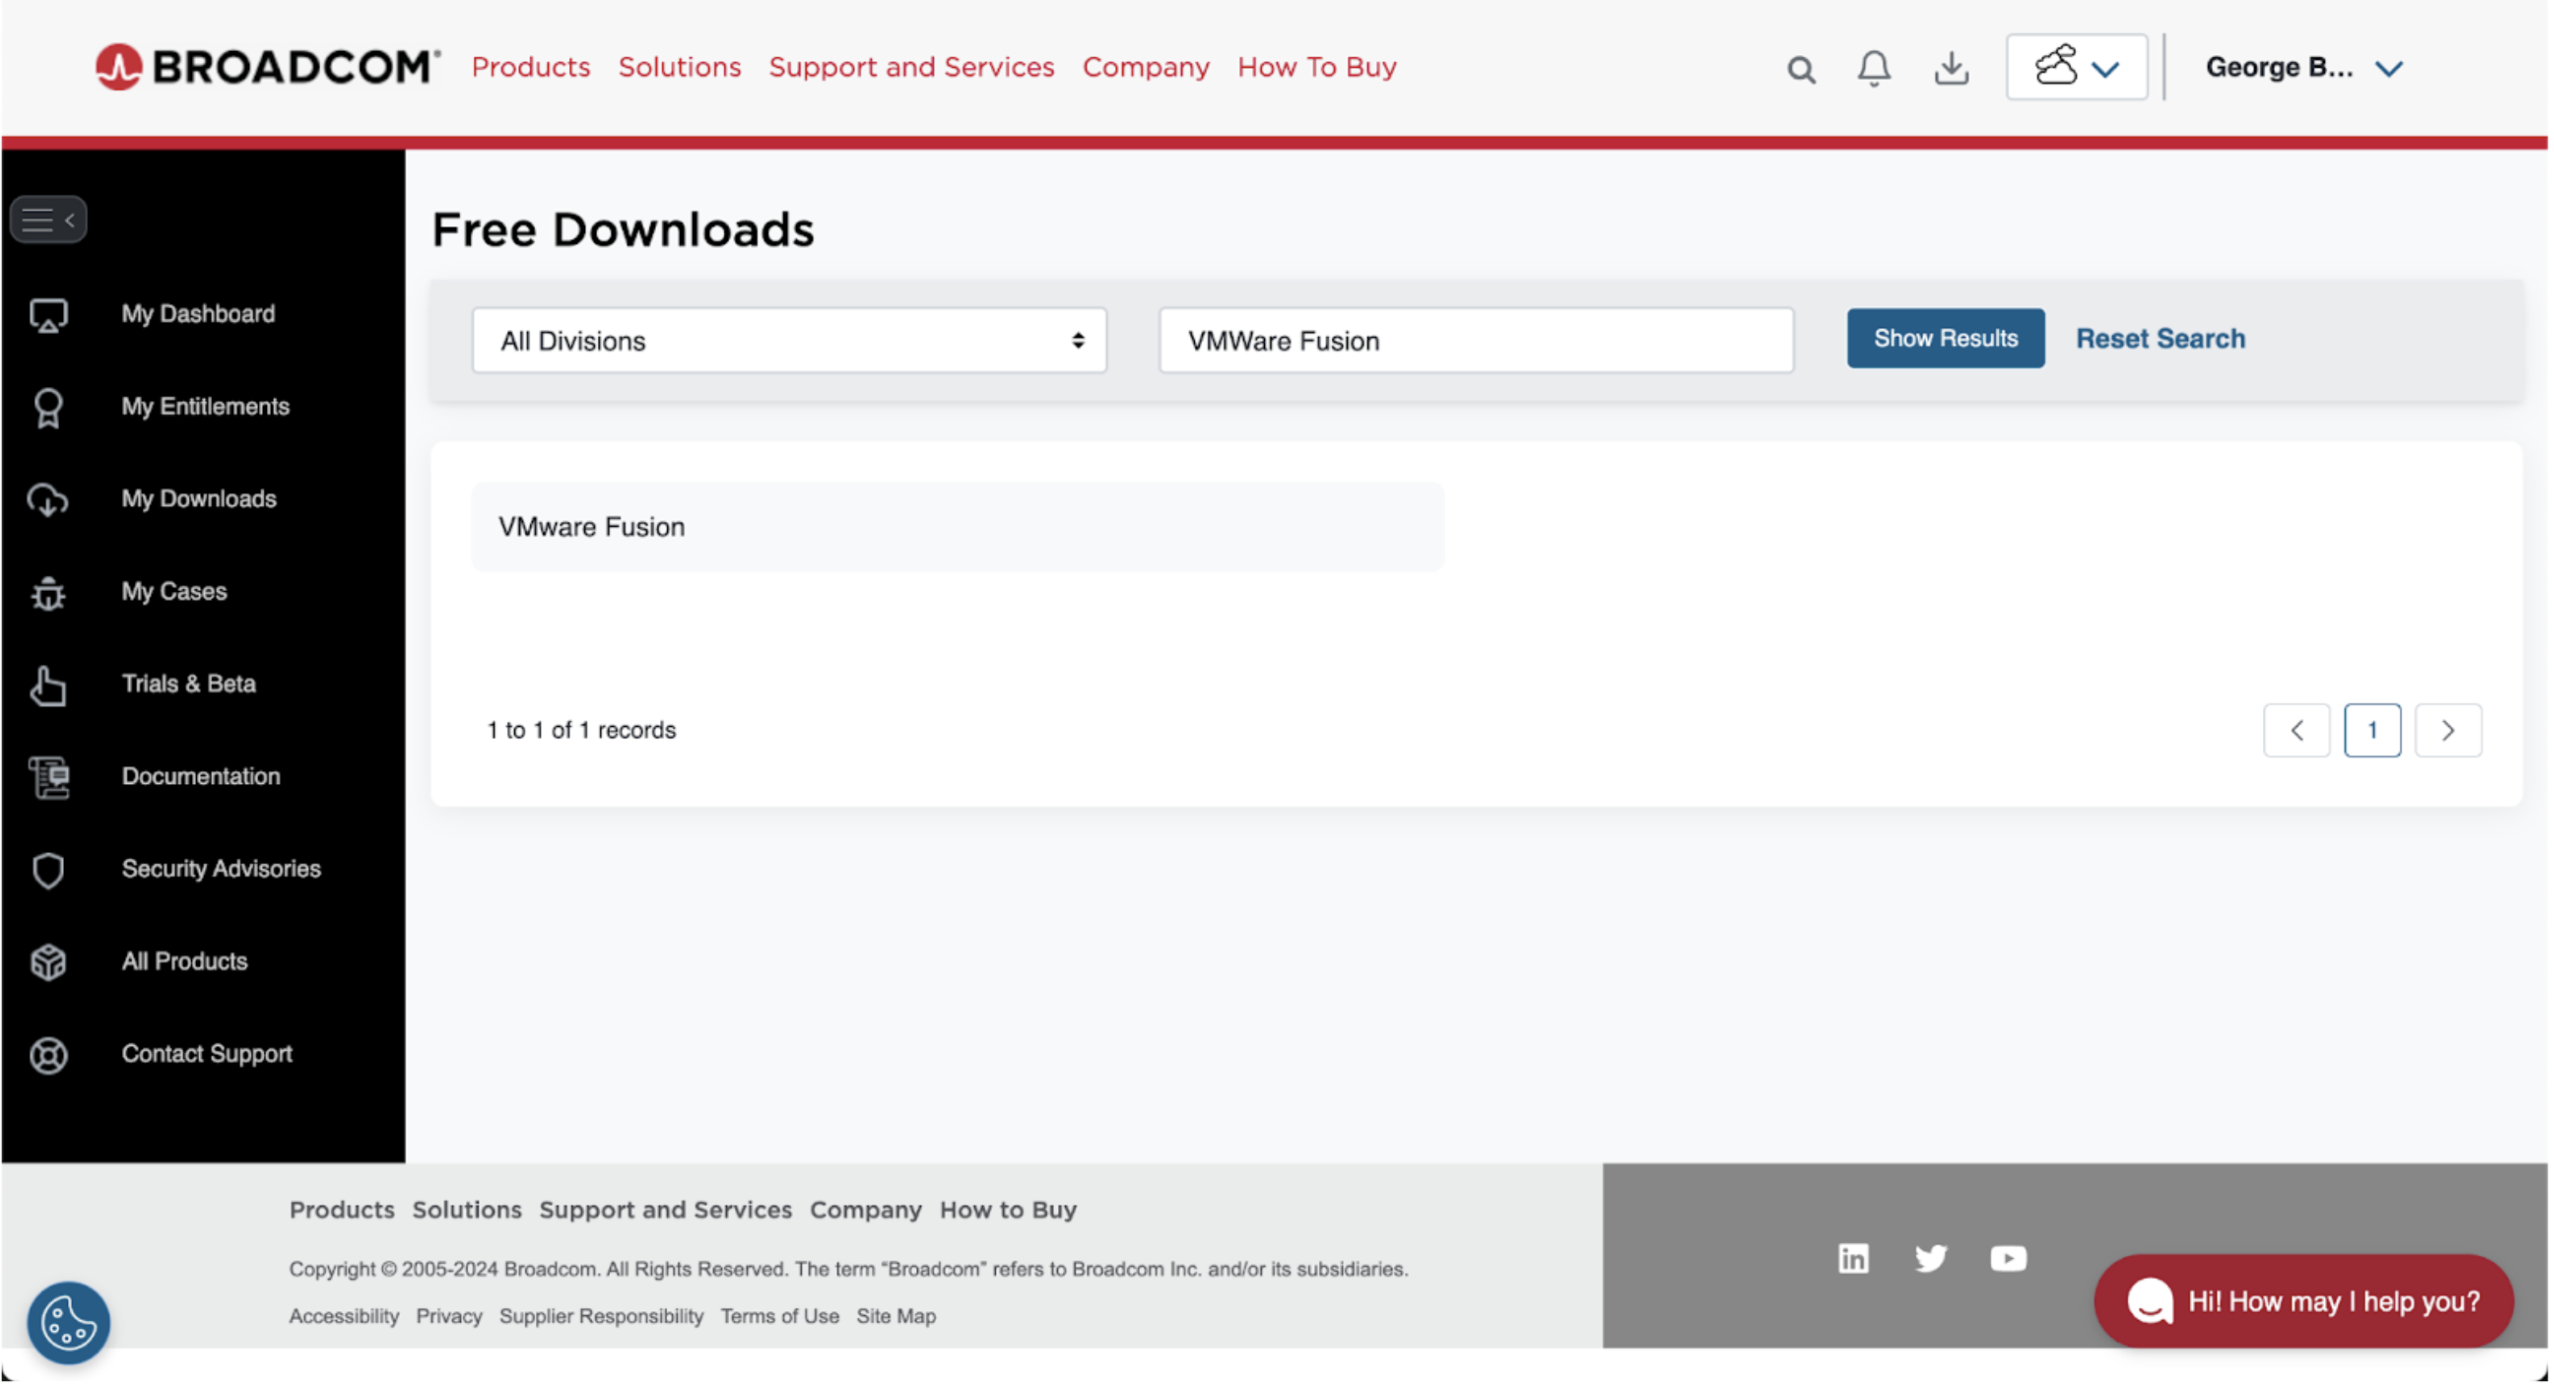 BROADCOM® Products Solutions Support and Services Company How To Buy George B...
Free Downloads
All Divisions VMWare Fusion Show Results Reset Search
My Dashboard
My Entitlements
My Downloads
My Cases
Trials & Beta
Documentation
Security Advisories
All Products
Contact Support
VMware Fusion
1 to 1 of 1 records 1
Products Solutions Support and Services Company How to Buy
Copyright © 2005-2024 Broadcom. All Rights Reserved. The term “Broadcom” refers to Broadcom Inc. and/or its subsidiaries.
Accessibility Privacy Supplier Responsibility Terms of Use Site Map
in
Hi! How may I help you?